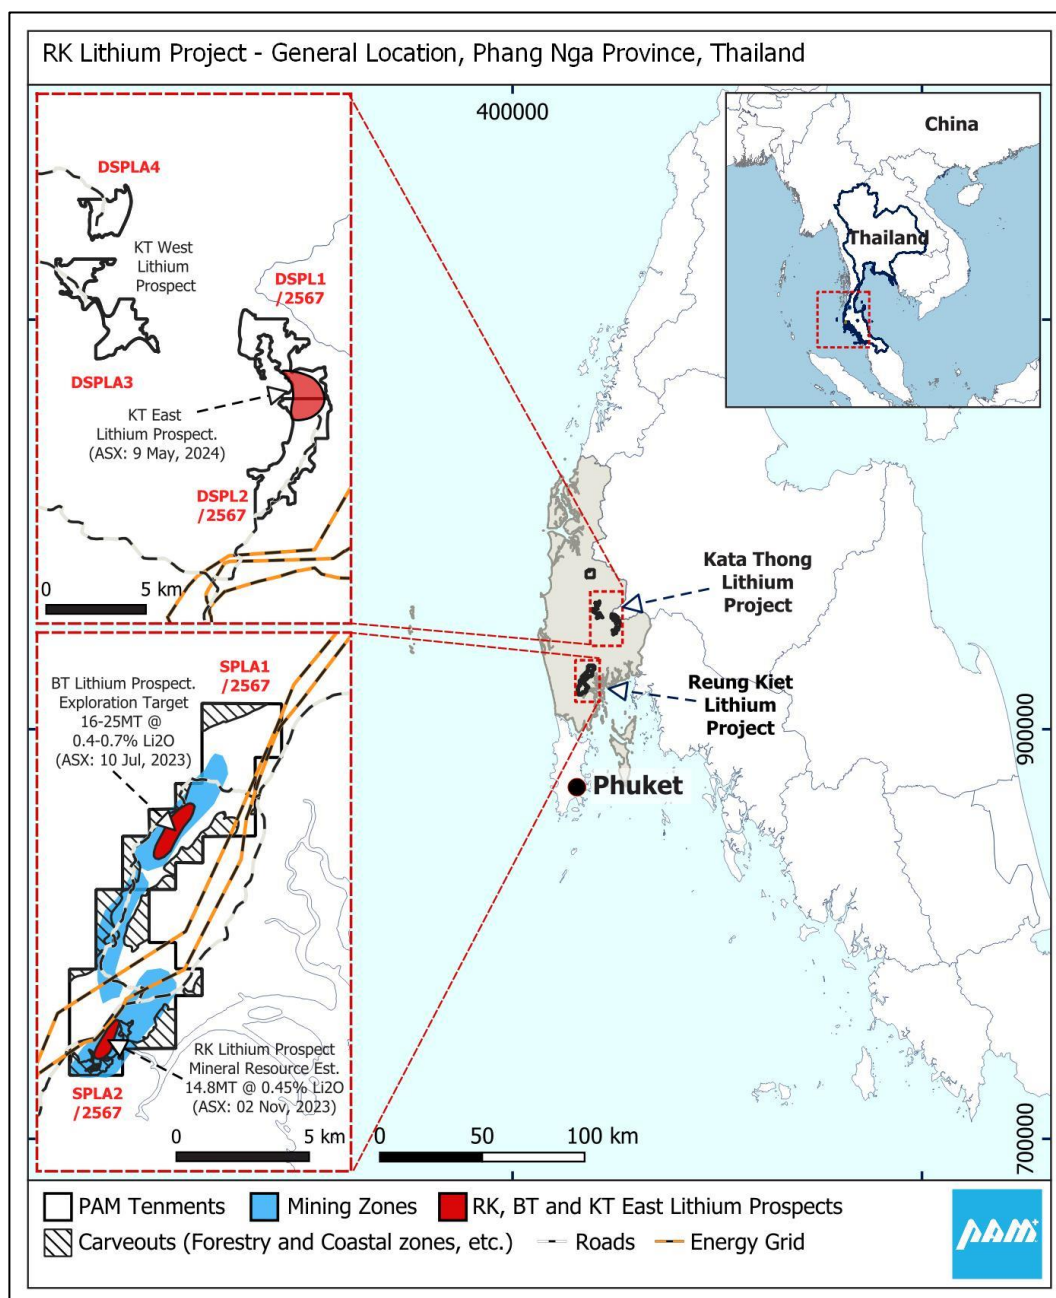 RK Lithium Project - General Location, Phang Nga Province, Thailand
400000
China
Thailand
DSPLA4
KT West
Lithium
Prospect
DSPL1
/2567
DSPLA3
KT East
Lithium Prospect.
(ASX: 9 May, 2024)
DSPL2
/2567
0 5 km
Kata Thong
Lithium
Project
Reung Kiet
Lithium
Project
Phuket
900000
700000
SPLA1
/2567
BT Lithium Prospect.
Exploration Target
16-25MT @
0.4-0.7% Li2O
(ASX: 10 Jul, 2023)
RK Lithium Prospect
Mineral Resource Est.
14.8MT @ 0.45% Li2O
(ASX: 02 Nov, 2023)
SPLA2
/2567
0 5 km
0 50 100 km
PAM Tenments
Mining Zones
RK, BT and KT East Lithium Prospects
Carveouts (Forestry and Coastal zones, etc.)
Roads
Energy Grid
PAM